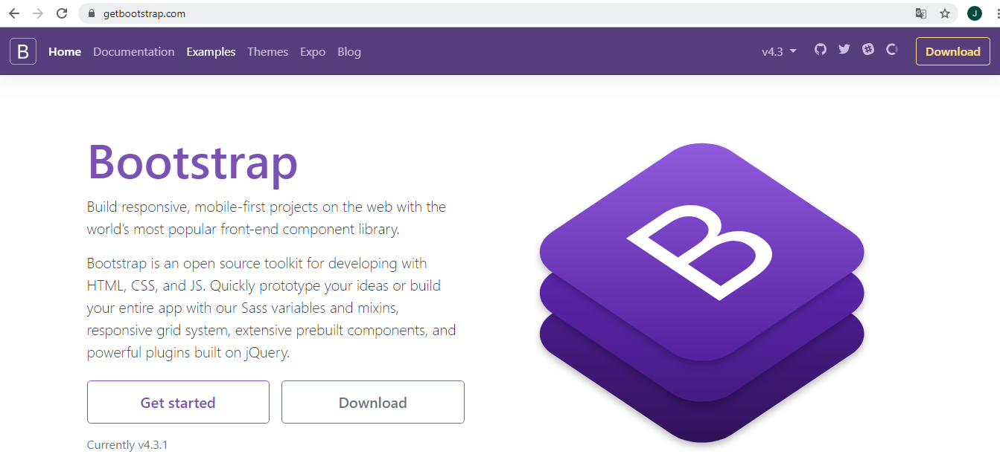 getbootstrap.com
J
B Home Documentation Examples Themes Expo Blog v4.3 Download
Bootstrap
Build responsive, mobile-first projects on the web with the
world’s most popular front-end component library.
Bootstrap is an open source toolkit for developing with
HTML, CSS, and JS. Quickly prototype your ideas or build
your entire app with our Sass variables and mixins,
responsive grid system, extensive prebuilt components, and
powerful plugins built on jQuery.
B
Get started Download
Currently v4.3.1